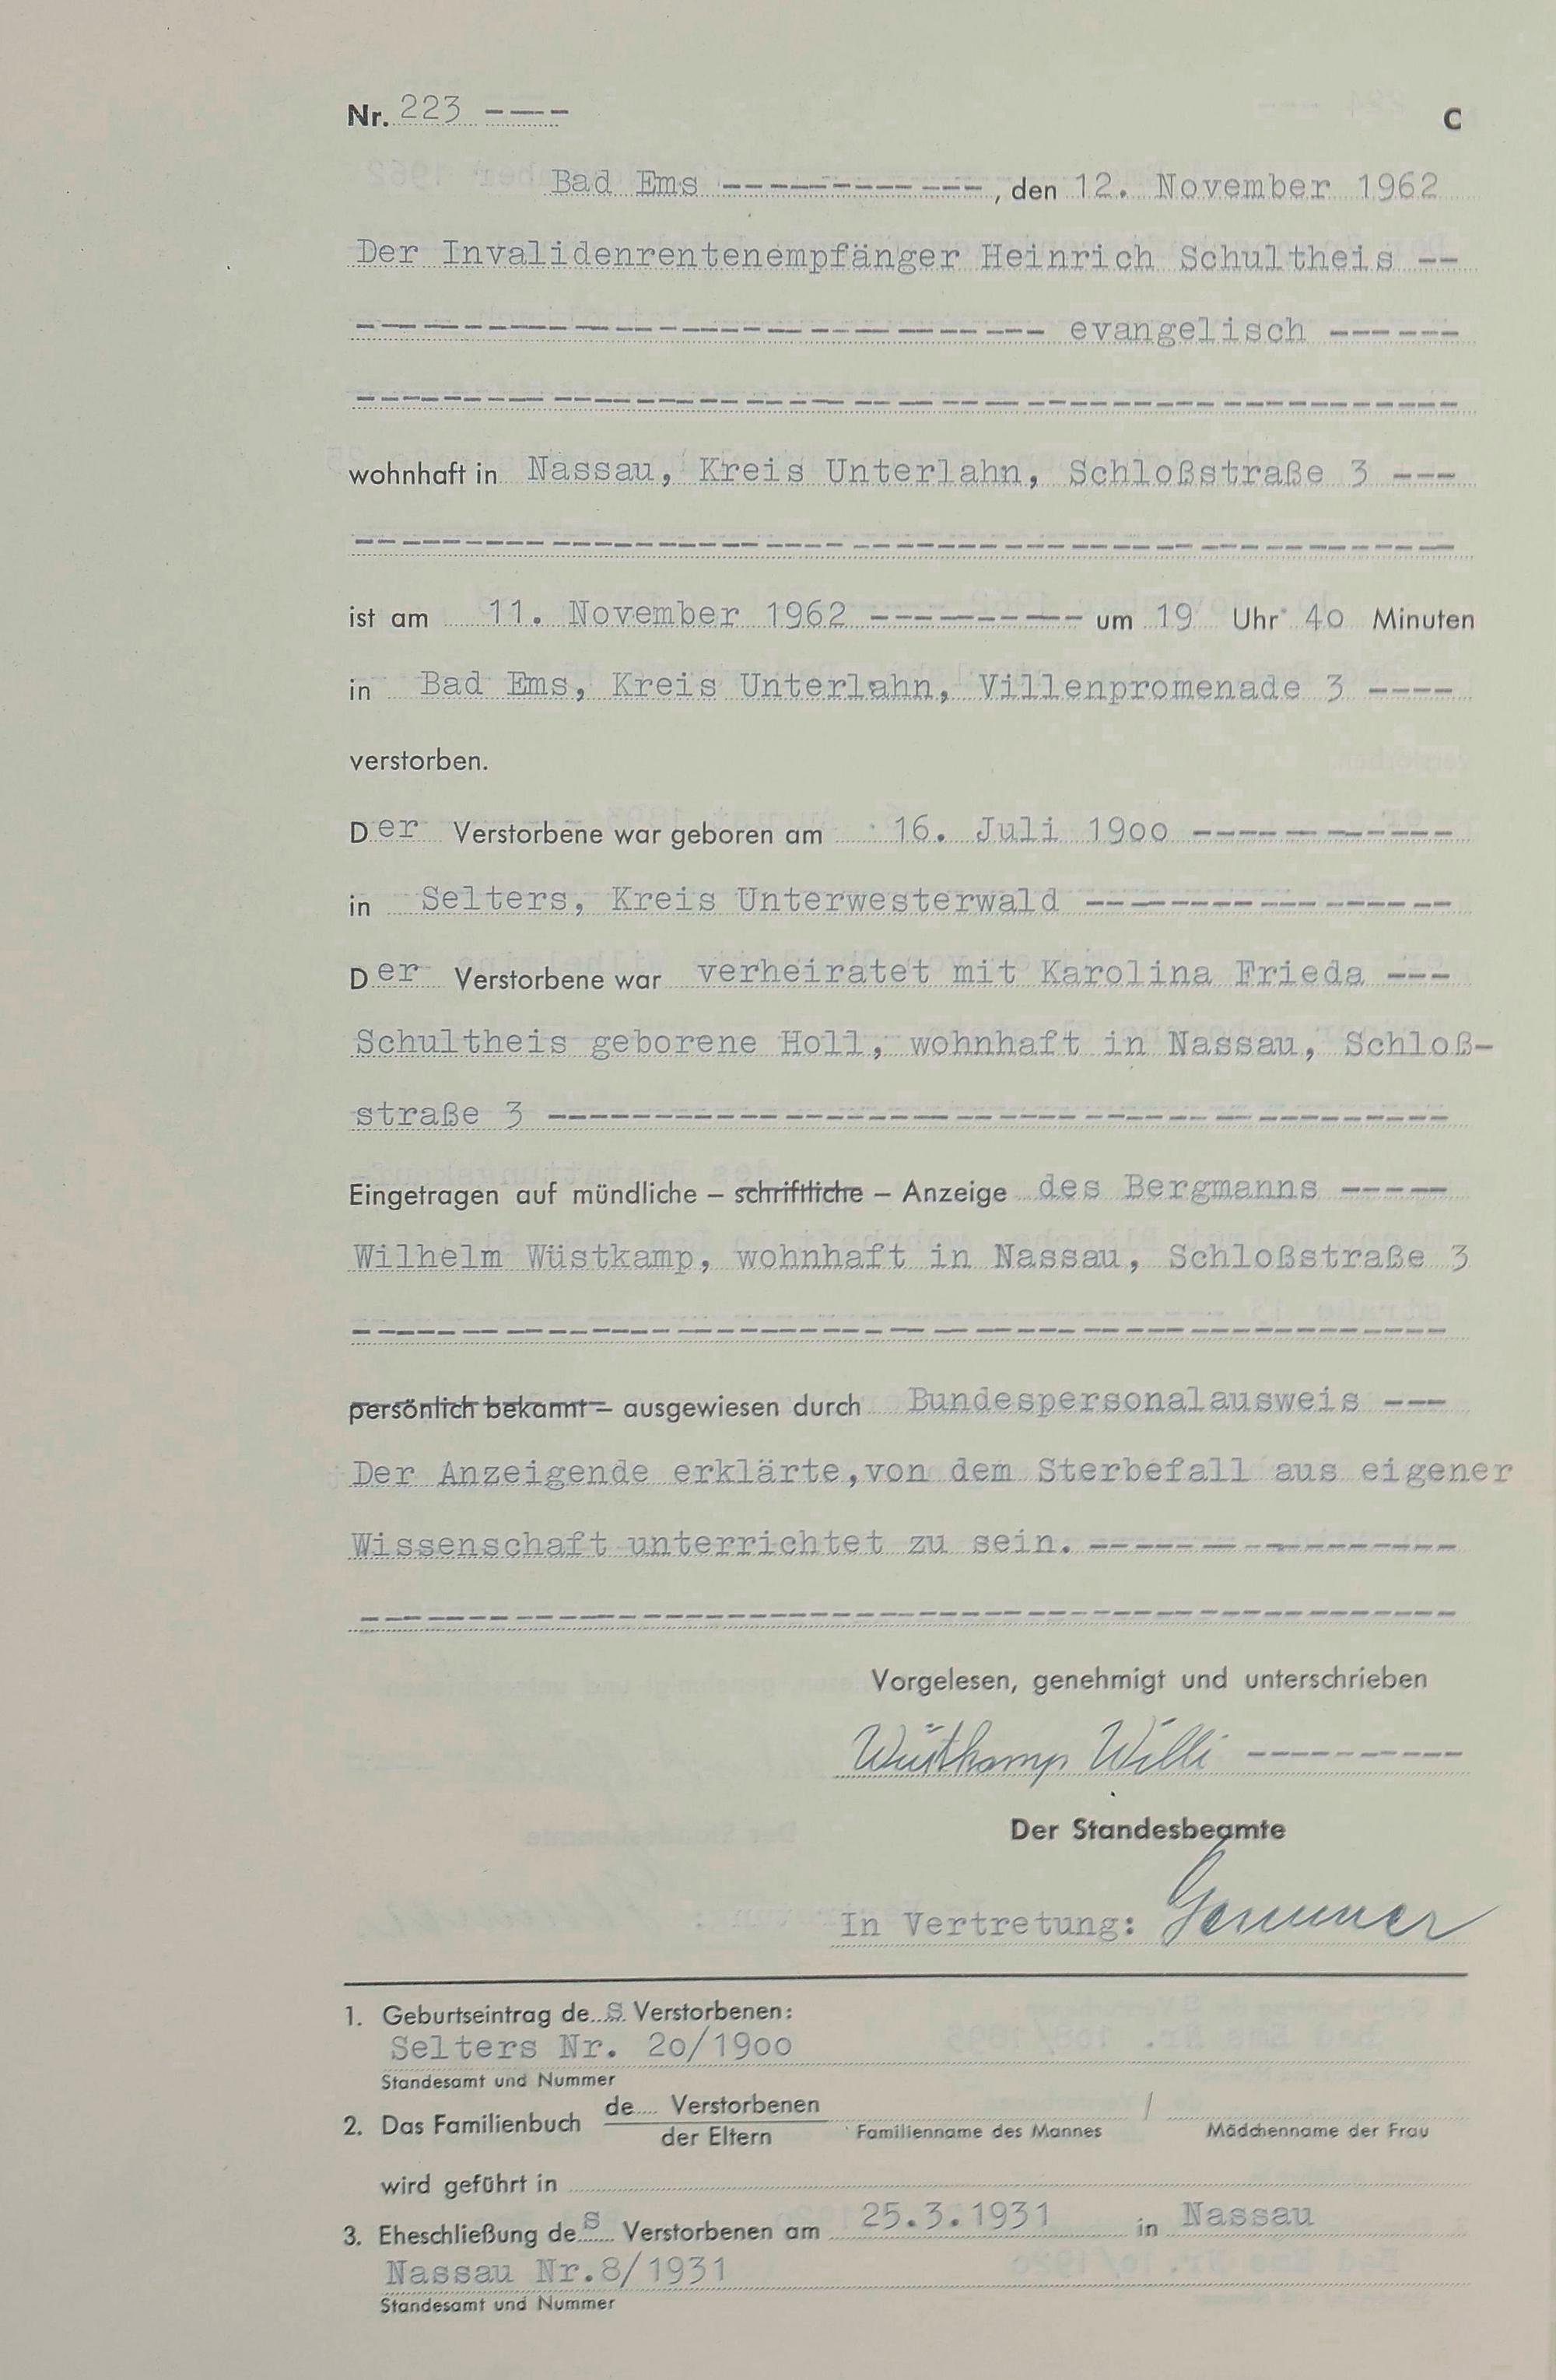 Nr. 223 ----
C
Bad Ems -------------, den 12. November 1962
Der Invalidenrentenempfänger Heinrich Schultheis --
-------------------------------- evangelisch ------
----------------------------------------------------
wohnhaft in Nassau, Kreis Unterlahn, Schloßstraße 3 ---
----------------------------------------------------
ist am 11. November 1962 ---------- um 19 Uhr 4o Minuten
in Bad Ems, Kreis Unterlahn, Villenpromenade 3 ----
verstorben.
Der Verstorbene war geboren am 16. Juli 19oo ------------
in Selters, Kreis Unterwesterwald -----------------
Der Verstorbene war verheiratet mit Karolina Frieda ---
Schultheis geborene Holl, wohnhaft in Nassau, Schloß-
straße 3 ------------------------------------------
Eingetragen auf mündliche – schriftliche – Anzeige des Bergmanns -----
Wilhelm Wüstkamp, wohnhaft in Nassau, Schloßstraße 3
----------------------------------------------------
persönlich bekannt – ausgewiesen durch Bundespersonalausweis ---
Der Anzeigende erklärte,von dem Sterbefall aus eigener
Wissenschaft unterrichtet zu sein. -----------------
----------------------------------------------------
Vorgelesen, genehmigt und unterschrieben
Wüstkamp Willi ----------
Der Standesbeamte
In Vertretung:
1. Geburtseintrag des Verstorbenen:
Selters Nr. 2o/19oo
Standesamt und Nummer
2. Das Familienbuch de.... Verstorbenen / 
der Eltern Familienname des Mannes Mädchenname der Frau
wird geführt in
3. Eheschließung des Verstorbenen am 25.3.1931 in Nassau
Nassau Nr.8/1931
Standesamt und Nummer